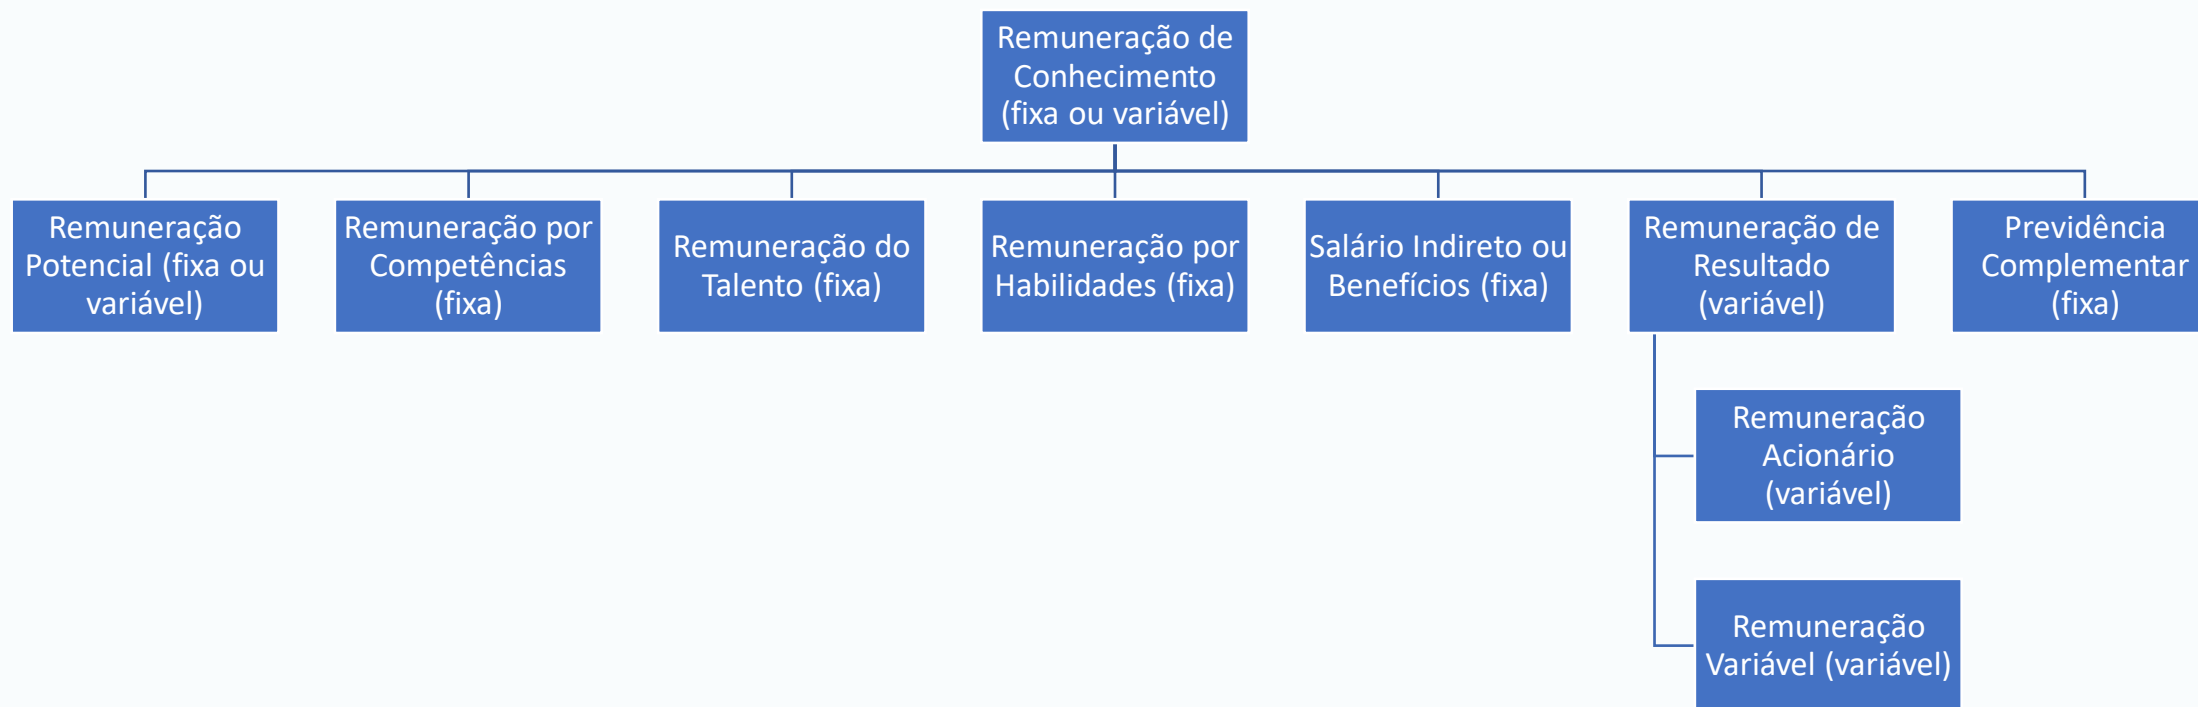 Remuneração de
Conhecimento
(fixa ou variável)
Remuneração
Potencial (fixa ou
variável)
Remuneração por
Competências
(fixa)
Remuneração do
Talento (fixa)
Remuneração por
Habilidades (fixa)
Salário Indireto ou
Benefícios (fixa)
Remuneração de
Resultado
(variável)
Previdência
Complementar
(fixa)
Remuneração
Acionário
(variável)
Remuneração
Variável (variável)